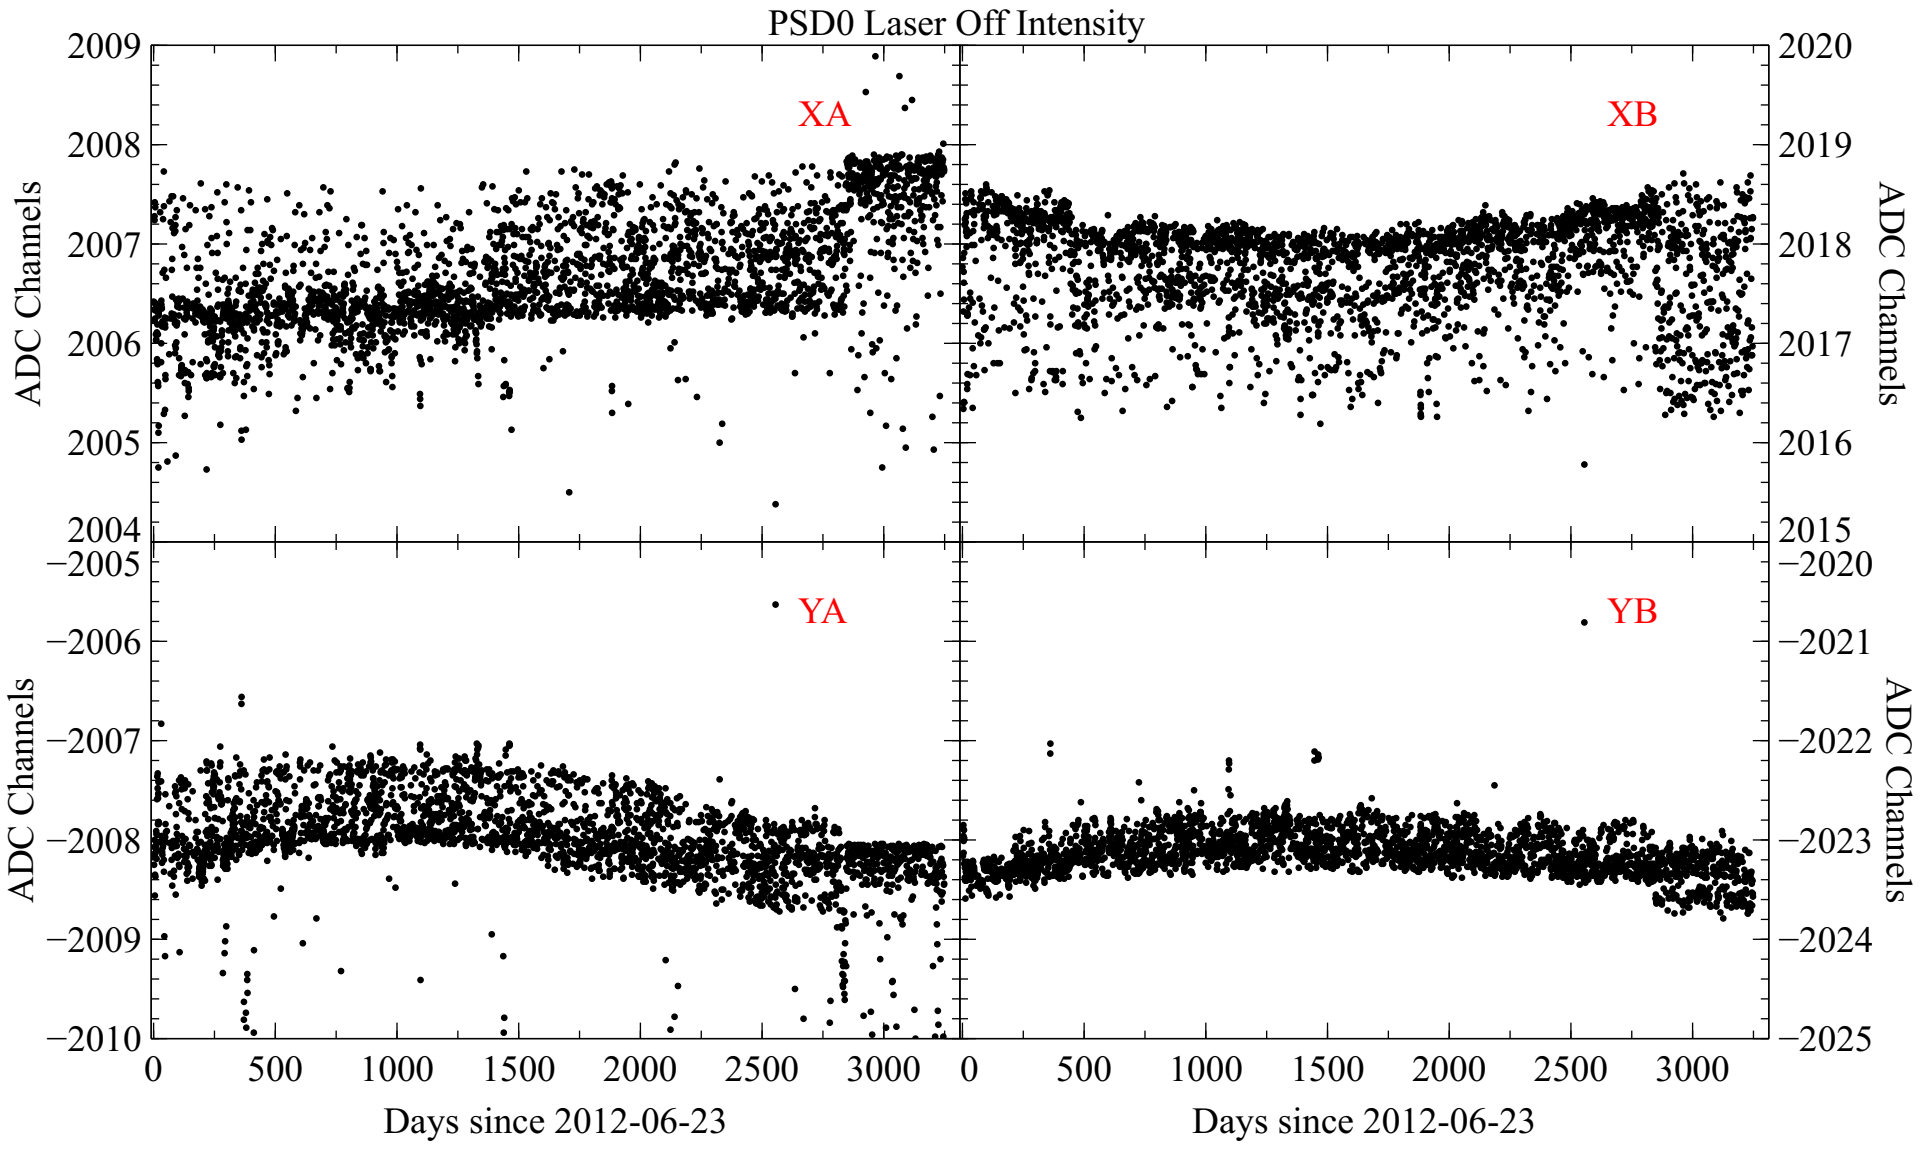 PSD0 Laser Off Intensity
2009
2008
2007
2006
2005
2004
ADC Channels
XA
XB
2020
2019
2018
2017
2016
2015
ADC Channels
−2005
−2006
−2007
−2008
−2009
−2010
ADC Channels
YA
YB
−2020
−2021
−2022
−2023
−2024
−2025
ADC Channels
0 500 1000 1500 2000 2500 3000
0 500 1000 1500 2000 2500 3000
Days since 2012-06-23
Days since 2012-06-23